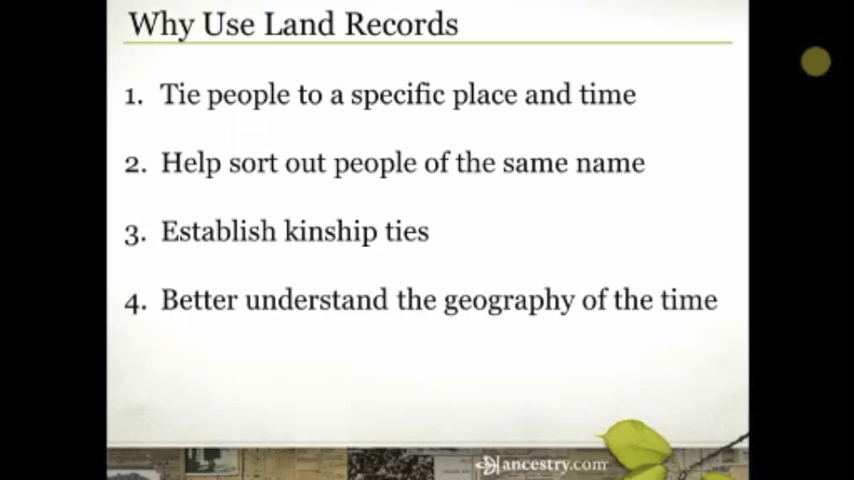 Why Use Land Records
1. Tie people to a specific place and time
2. Help sort out people of the same name
3. Establish kinship ties
4. Better understand the geography of the time
ancestry.com